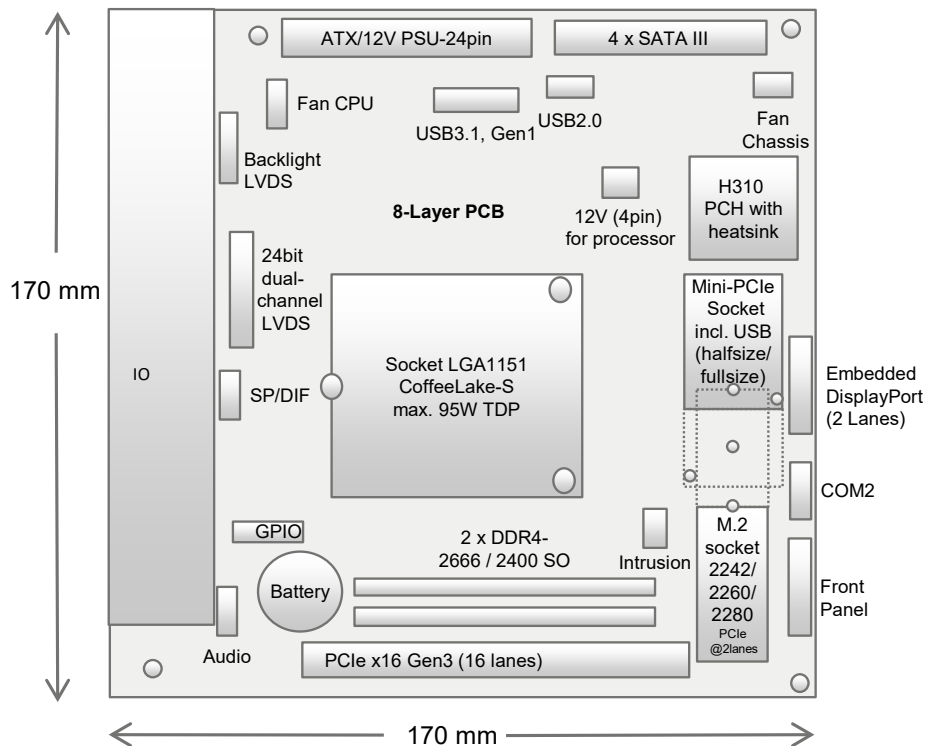 ATX/12V PSU-24pin
4 x SATA III
Fan CPU
USB3.1, Gen1
USB2.0
Fan
Chassis
Backlight
LVDS
H310
PCH with
heatsink
8-Layer PCB
12V (4pin)
for processor
24bit
dual-
channel
LVDS
170 mm
Mini-PCIe
Socket
incl. USB
(halfsize/
fullsize)
IO
Socket LGA1151
CoffeeLake-S
max. 95W TDP
SP/DIF
Embedded
DisplayPort
(2 Lanes)
COM2
GPIO
2 x DDR4-
2666 / 2400 SO
Intrusion
M.2
socket
2242/
2260/
2280
PCIe
@2lanes
Battery
Front
Panel
Audio
PCIe x16 Gen3 (16 lanes)
170 mm